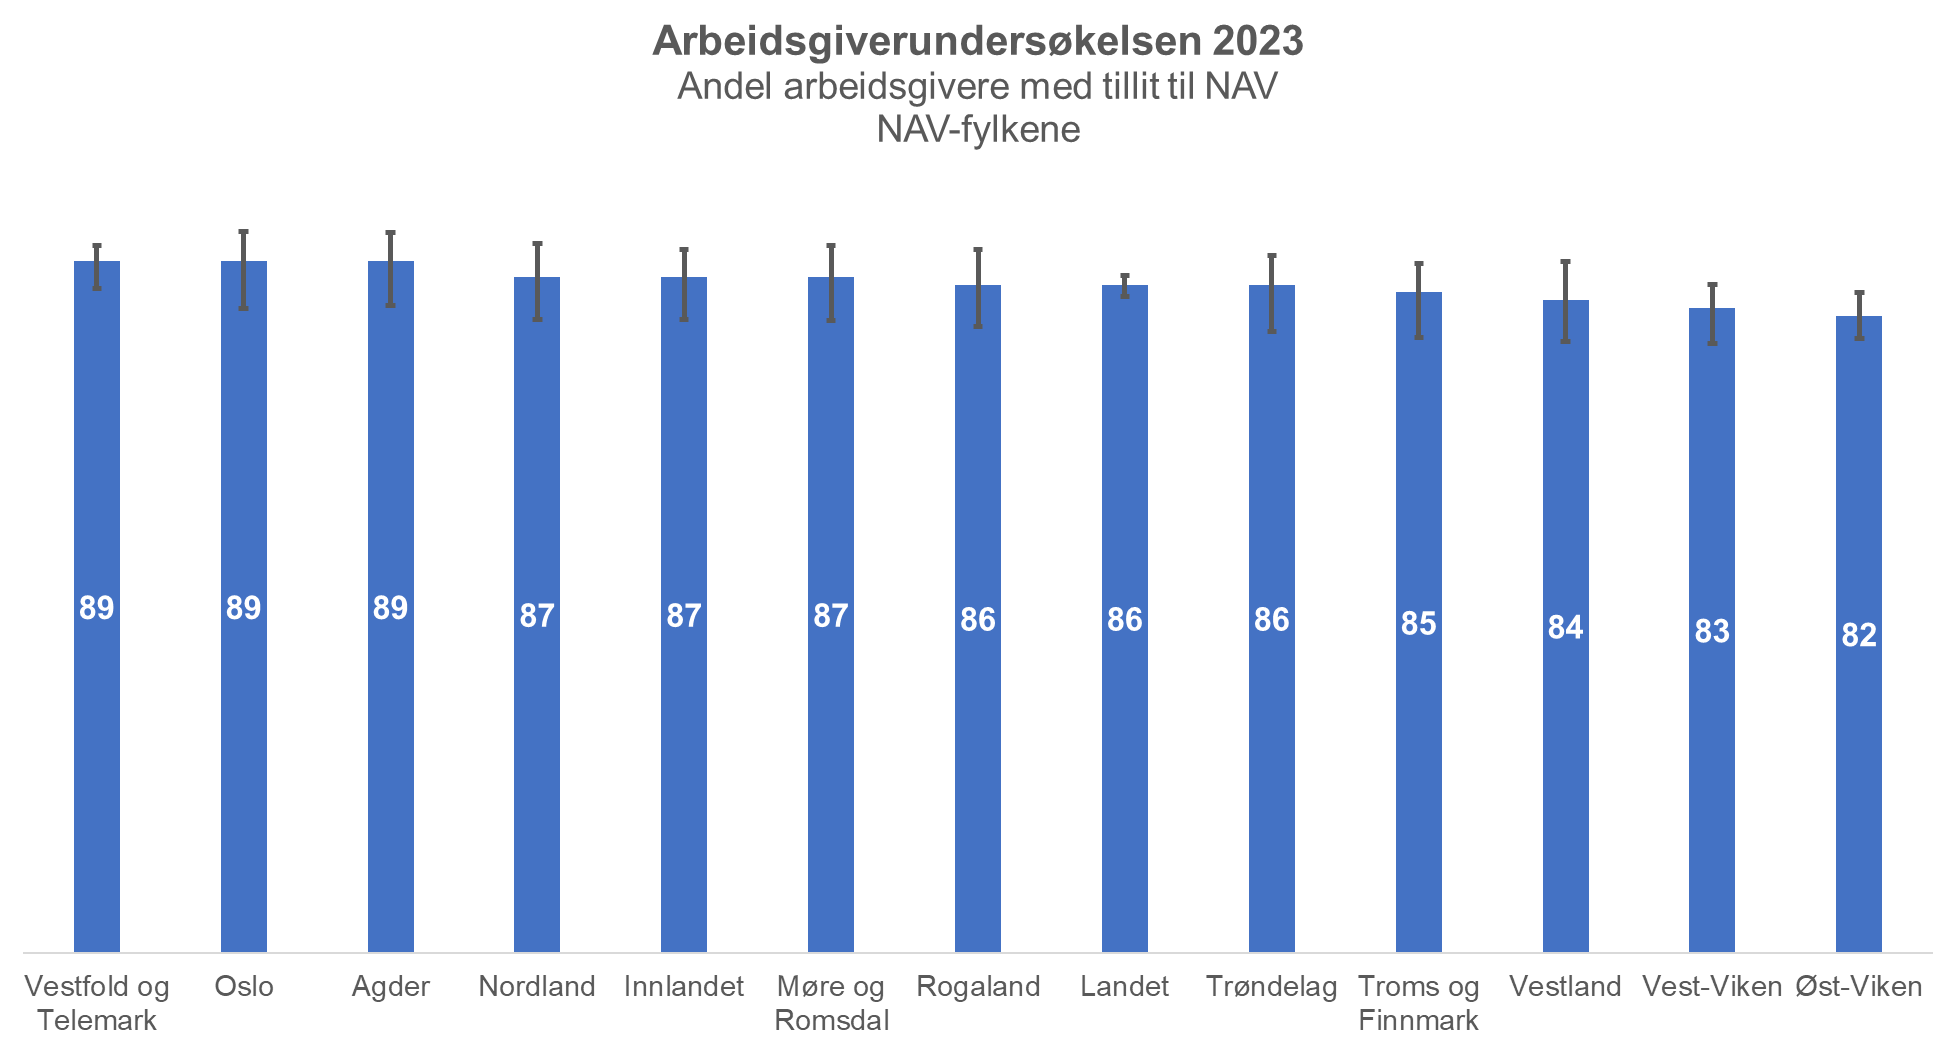 Arbeidsgiverundersøkelsen 2023
Andel arbeidsgivere med tillit til NAV
NAV-fylkene
89 89 89 87 87 87 86 86 86 85 84 83 82
Vestfold og Oslo Agder Nordland Innlandet Møre og Rogaland Landet Trøndelag Troms og Vestland Vest-Viken Øst-Viken
Telemark Romsdal Finnmark